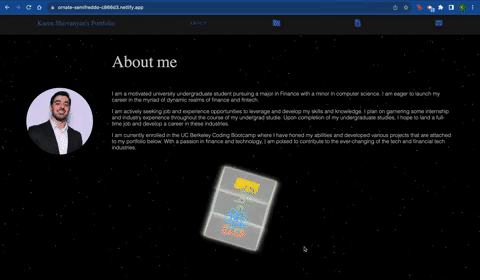 ornate-semifreddo-c866d3.netlify.app
Karen Shirvanyan's Portfolio
ABOUT
About me
I am a motivated university undergraduate student pursuing a major in Finance with a minor in computer science. I am eager to launch my
career in the myriad of dynamic realms of finance and fintech.
I am actively seeking job and experience opportunities to leverage and develop my skills and knowledge. I plan on garnering some internship
and industry experience throughout the course of my undergrad studie. Upon completion of my undergraduate studies, I hope to land a full-
time job and develop a career in these industries.
I am currently enrolled in the UC Berkeley Coding Bootcamp where I have honed my abilities and developed various projects that are attached
to my portfolio below. With a passion in finance and technology, I am poised to contribute to the ever-changing of the tech and financial tech
industries.